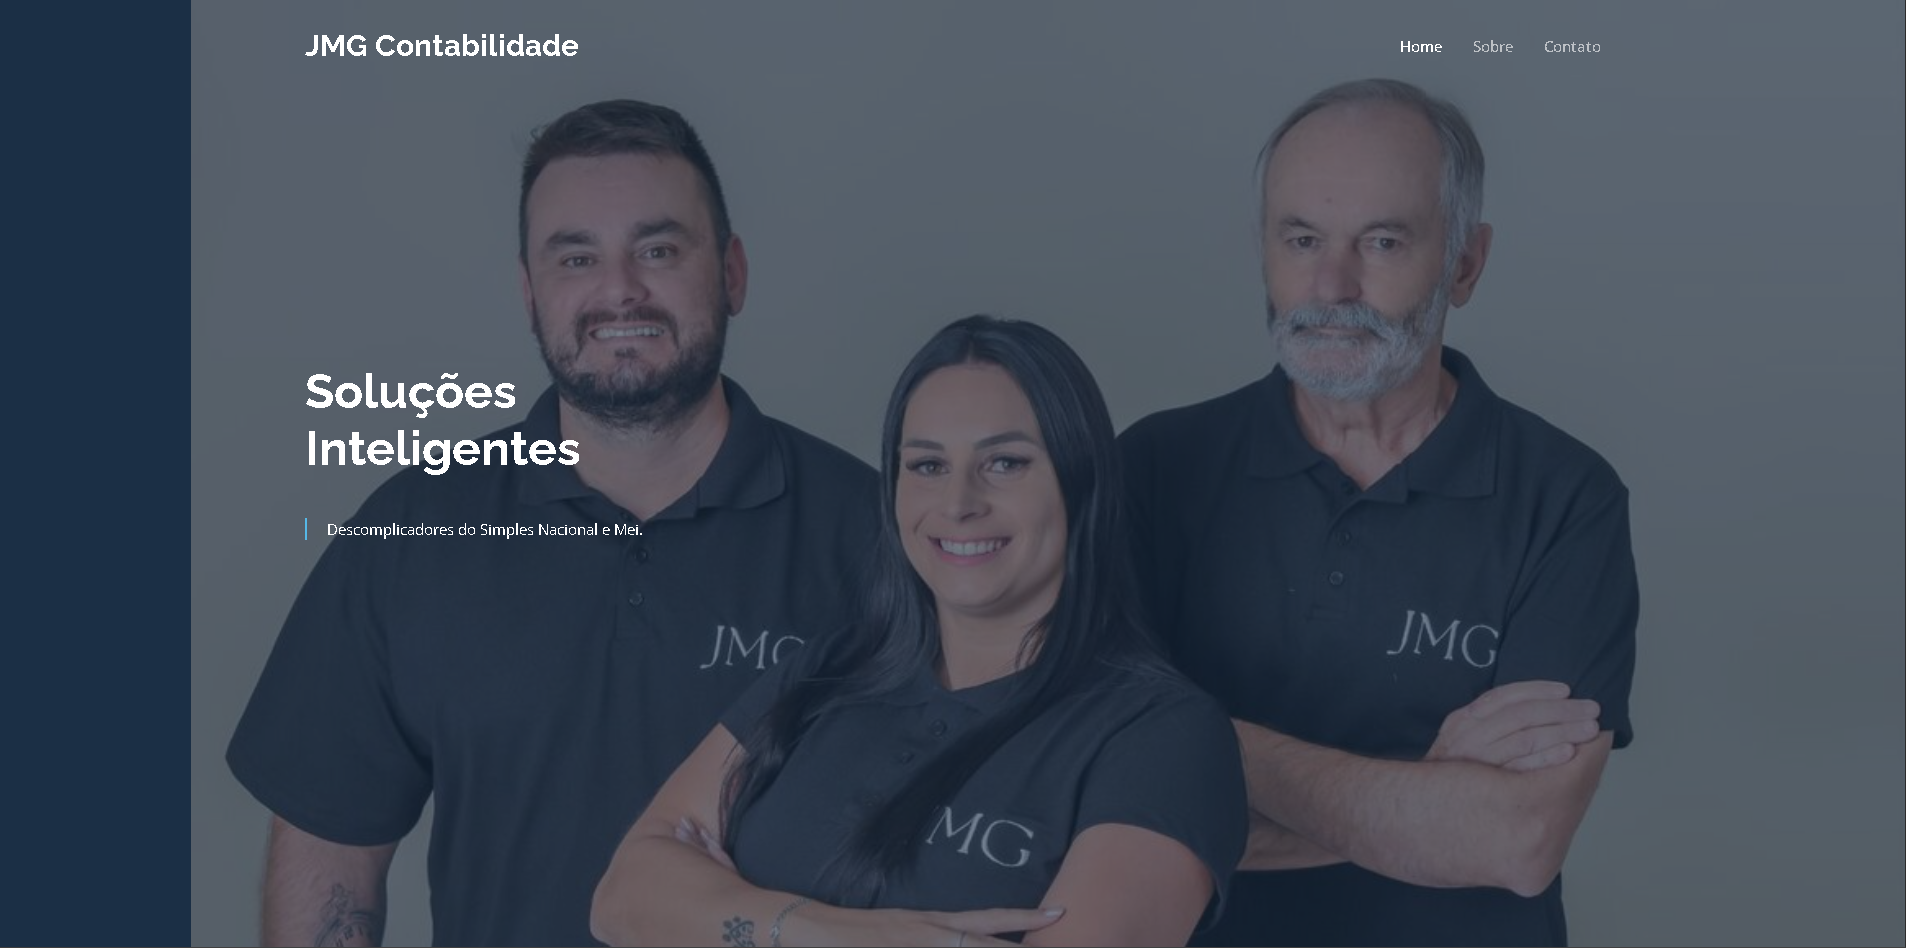 JMG Contabilidade
Home Sobre Contato
Soluções
Inteligentes
Descomplicadores do Simples Nacional e Mei.
JMG
JMG
JMG